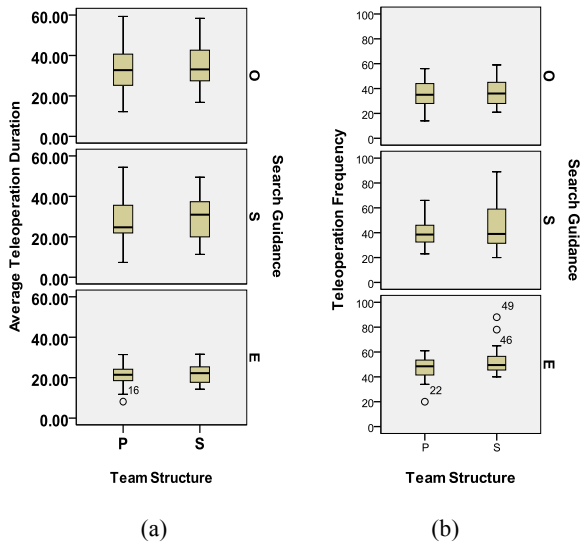 Average Teleoperation Duration
60.00
40.00
20.00
0.00
60.00
40.00
20.00
0.00
60.00
40.00
20.00
0.00
16
P
S
Team Structure
O
S
E
Search Guidance
(a)
Teleoperation Frequency
100
80
60
40
20
0
100
80
60
40
20
0
100
80
60
40
20
0
49
46
22
P
S
Team Structure
O
S
E
Search Guidance
(b)